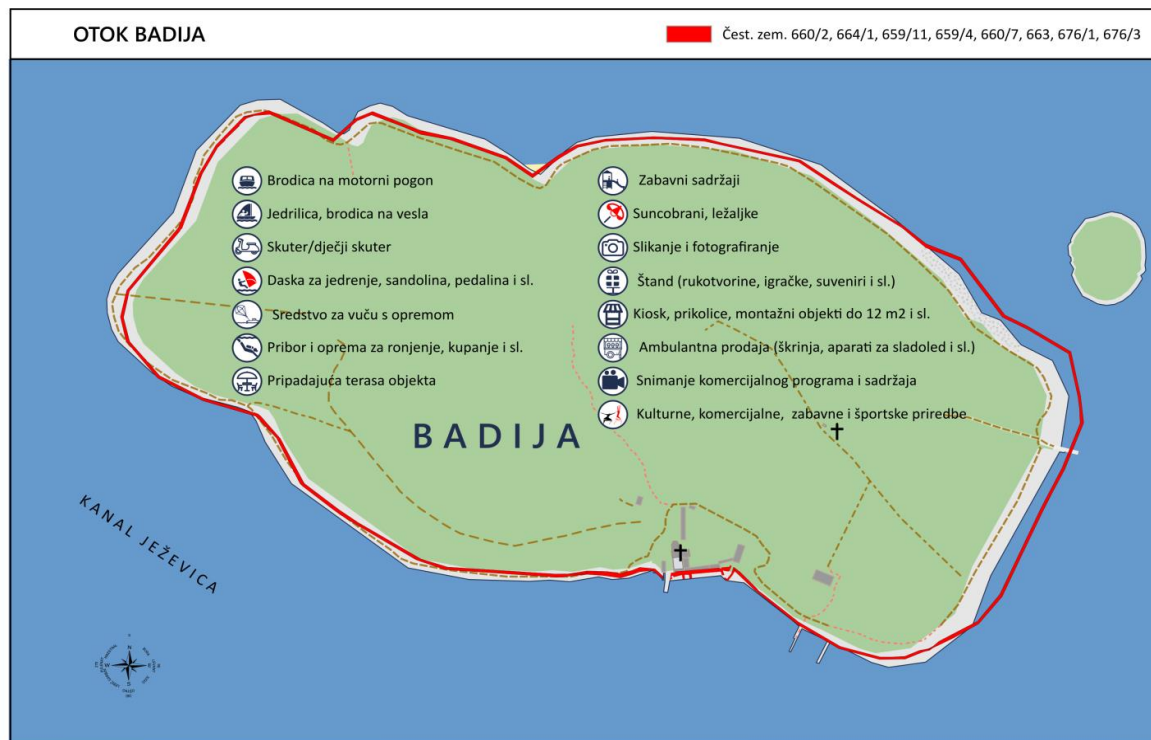 OTOK BADIJA
Čest. zem. 660/2, 664/1, 659/11, 659/4, 660/7, 663, 676/1, 676/3
Brodica na motorni pogon
Jedrilica, brodica na vesla
Skuter/dječji skuter
Daska za jedrenje, sandolina, pedalina i sl.
Sredstvo za vuču s opremom
Pribor i oprema za ronjenje, kupanje i sl.
Pripadajuća terasa objekta
Zabavni sadržaji
Suncobrani, ležaljke
Slikanje i fotografiranje
Štand (rukotvorine, igračke, suveniri i sl.)
Kiosk, prikolice, montažni objekti do 12 m2 i sl.
Ambulantna prodaja (škrinja, aparati za sladoled i sl.)
Snimanje komercijalnog programa i sadržaja
Kulturne, komercijalne, zabavne i športske priredbe
BADIJA
KANAL JEŽEVICA